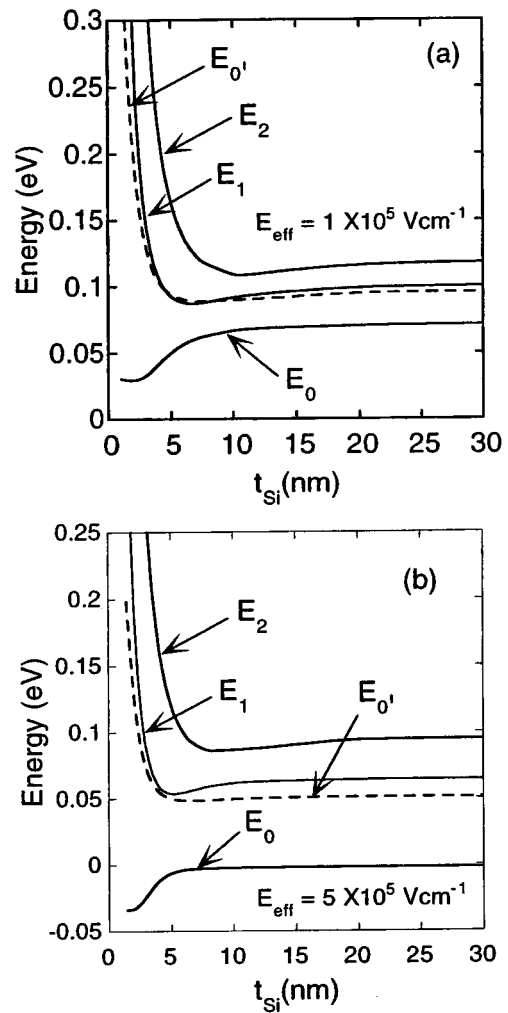 0.3
(a)
E0'
0.25
E2
0.2
E1
0.15
Eeff = 1 X10^5 Vcm^-1
0.1
0.05
E0
0
0 5 10 15 20 25 30
Energy (eV)
tSi(nm)
0.25
(b)
0.2
E2
0.15
E1
E0'
0.1
0.05
E0
0
Eeff = 5 X10^5 Vcm^-1
-0.05
0 5 10 15 20 25 30
Energy (eV)
tSi(nm)